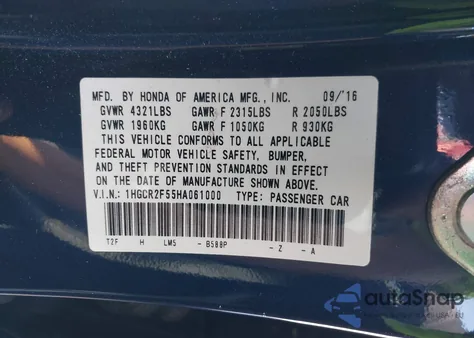 MFD. BY HONDA OF AMERICA MFG., INC. 09/'16
GVWR 4321LBS GAWR F 2315LBS R 2050LBS
GVWR 1960KG GAWR F 1050KG R 930KG
THIS VEHICLE CONFORMS TO ALL APPLICABLE
FEDERAL MOTOR VEHICLE SAFETY, BUMPER,
AND THEFT PREVENTION STANDARDS IN EFFECT
ON THE DATE OF MANUFACTURE SHOWN ABOVE.
V.I.N.: 1HGCR2F55HA061000 TYPE: PASSENGER CAR
T2F H LM5 - B588P - Z - A
autoSnap